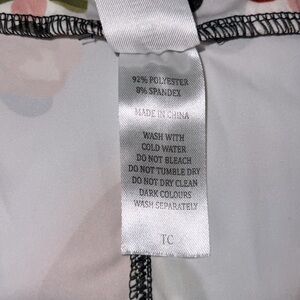 92% POLYESTER
8% SPANDEX
MADE IN CHINA
WASH WITH
COLD WATER
DO NOT BLEACH
DO NOT TUMBLE DRY
DO NOT DRY CLEAN
DARK COLOURS
WASH SEPARATELY
TC